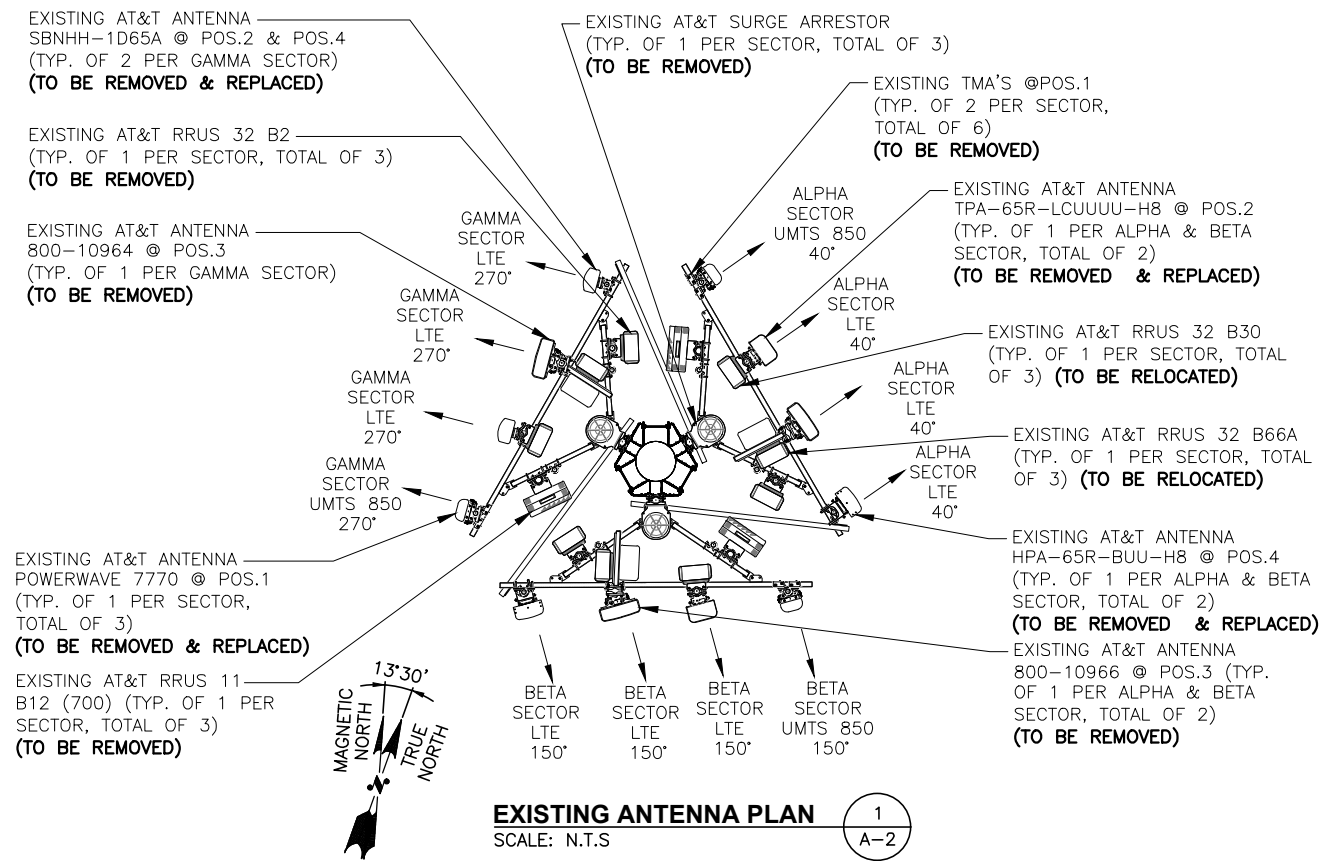 EXISTING AT&T ANTENNA
SBNHH-1D65A @ POS.2 & POS.4
(TYP. OF 2 PER GAMMA SECTOR)
(TO BE REMOVED & REPLACED)
EXISTING AT&T RRUS 32 B2
(TYP. OF 1 PER SECTOR, TOTAL OF 3)
(TO BE REMOVED)
EXISTING AT&T ANTENNA
800-10964 @ POS.3
(TYP. OF 1 PER GAMMA SECTOR)
(TO BE REMOVED)
EXISTING AT&T SURGE ARRESTOR
(TYP. OF 1 PER SECTOR, TOTAL OF 3)
(TO BE REMOVED)
EXISTING TMA'S @POS.1
(TYP. OF 2 PER SECTOR,
TOTAL OF 6)
(TO BE REMOVED)
EXISTING AT&T ANTENNA
TPA-65R-LCUUUU-H8 @ POS.2
(TYP. OF 1 PER ALPHA & BETA
SECTOR, TOTAL OF 2)
(TO BE REMOVED & REPLACED)
EXISTING AT&T RRUS 32 B30
(TYP. OF 1 PER SECTOR, TOTAL
OF 3) (TO BE RELOCATED)
EXISTING AT&T RRUS 32 B66A
(TYP. OF 1 PER SECTOR, TOTAL
OF 3) (TO BE RELOCATED)
EXISTING AT&T ANTENNA
HPA-65R-BUU-H8 @ POS.4
(TYP. OF 1 PER ALPHA & BETA
SECTOR, TOTAL OF 2)
(TO BE REMOVED & REPLACED)
EXISTING AT&T ANTENNA
800-10966 @ POS.3 (TYP.
OF 1 PER ALPHA & BETA
SECTOR, TOTAL OF 2)
(TO BE REMOVED)
GAMMA
SECTOR
LTE
270°
GAMMA
SECTOR
LTE
270°
GAMMA
SECTOR
LTE
270°
GAMMA
SECTOR
UMTS 850
270°
ALPHA
SECTOR
UMTS 850
40°
ALPHA
SECTOR
LTE
40°
ALPHA
SECTOR
LTE
40°
ALPHA
SECTOR
LTE
40°
EXISTING AT&T ANTENNA
POWERWAVE 7770 @ POS.1
(TYP. OF 1 PER SECTOR,
TOTAL OF 3)
(TO BE REMOVED & REPLACED)
EXISTING AT&T RRUS 11
B12 (700) (TYP. OF 1 PER
SECTOR, TOTAL OF 3)
(TO BE REMOVED)
BETA
SECTOR
LTE
150°
BETA
SECTOR
LTE
150°
BETA
SECTOR
LTE
150°
BETA
SECTOR
UMTS 850
150°
13°30'
MAGNETIC
NORTH
TRUE
NORTH
N
EXISTING ANTENNA PLAN
SCALE: N.T.S
1
A-2